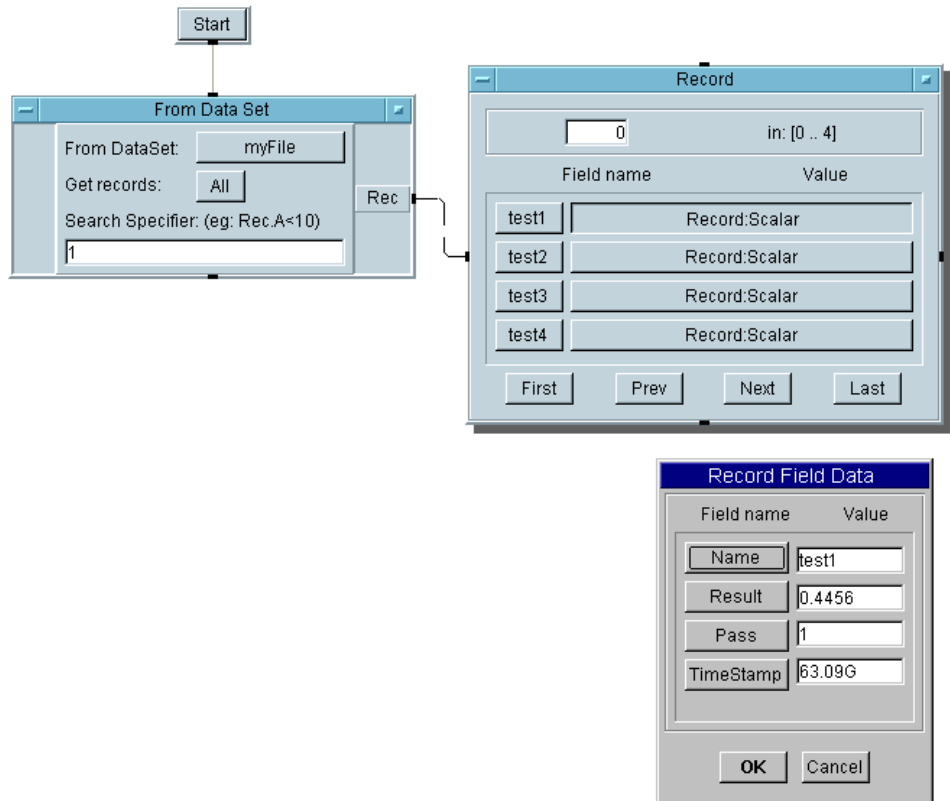 Start
From Data Set
From DataSet: myFile
Get records: All
Search Specifier: (eg: Rec.A<10)
1
Rec
Record
0 in: [0 .. 4]
Field name Value
test1 Record:Scalar
test2 Record:Scalar
test3 Record:Scalar
test4 Record:Scalar
First Prev Next Last
Record Field Data
Field name Value
Name test1
Result 0.4456
Pass 1
TimeStamp 63.09G
OK Cancel